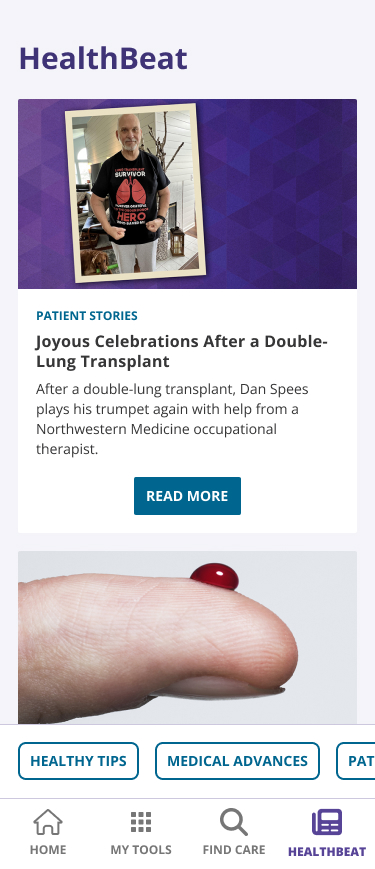 HealthBeat
SURVIVOR
HERO
PATIENT STORIES
Joyous Celebrations After a Double-
Lung Transplant
After a double-lung transplant, Dan Spees
plays his trumpet again with help from a
Northwestern Medicine occupational
therapist.
READ MORE
HEALTHY TIPS
MEDICAL ADVANCES
PAT
HOME
MY TOOLS
FIND CARE
HEALTHBEAT